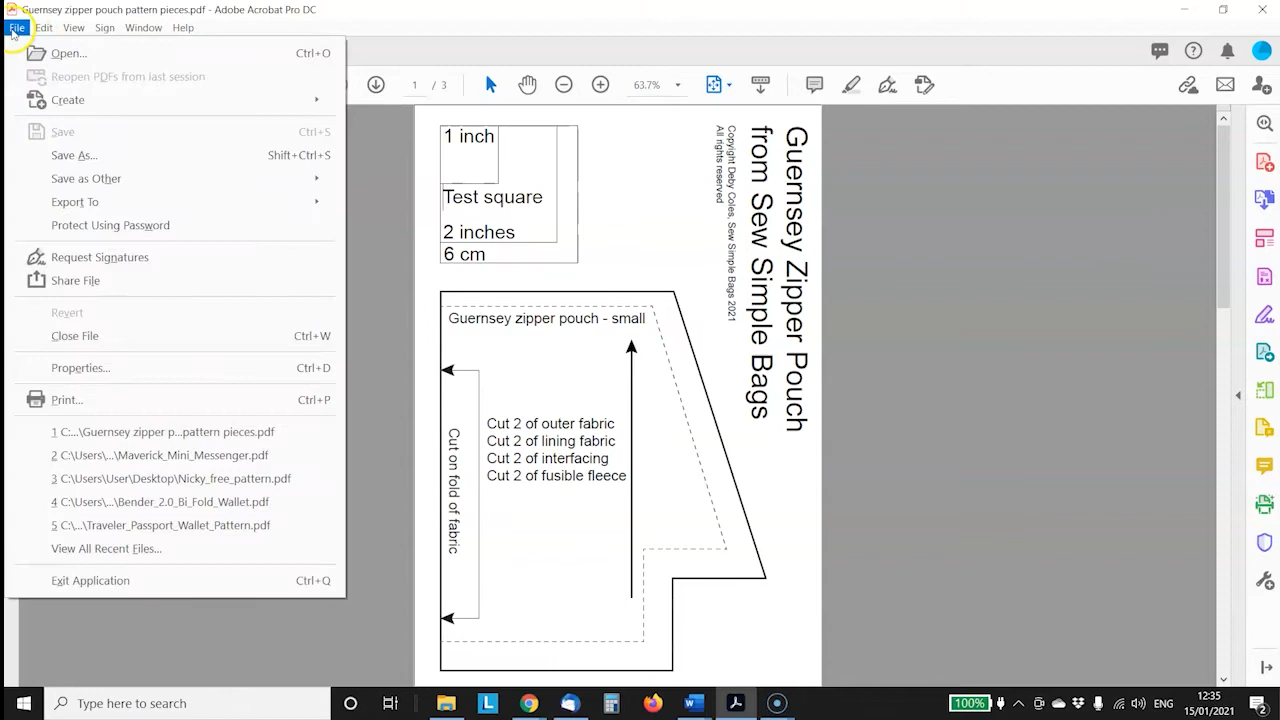 Guernsey zipper pouch pattern pieces.pdf - Adobe Acrobat Pro DC
File Edit View Sign Window Help
Open... Ctrl+O
Reopen PDFs from last session
Create
Save Ctrl+S
Save As... Shift+Ctrl+S
Save as Other
Export To
Protect Using Password
Request Signatures
Share File
Revert
Close File Ctrl+W
Properties... Ctrl+D
Print... Ctrl+P
1 C:...\Guernsey zipper p...pattern pieces.pdf
2 C:\Users\...\Maverick_Mini_Messenger.pdf
3 C:\Users\User\Desktop\Nicky_free_pattern.pdf
4 C:\Users\...\Bender_2.0_Bi_Fold_Wallet.pdf
5 C:\...\Traveler_Passport_Wallet_Pattern.pdf
View All Recent Files...
Exit Application Ctrl+Q
1 / 3
63.7%
1 inch
Test square
2 inches
6 cm
Guernsey Zipper Pouch
from Sew Simple Bags
Copyight Deby Coles, Sew Simple Bags 2021
All rights reserved
Guernsey zipper pouch - small
Cut on fold of fabric
Cut 2 of outer fabric
Cut 2 of lining fabric
Cut 2 of interfacing
Cut 2 of fusible fleece
Type here to search
L
W
100%
ENG
12:35
15/01/2021
2